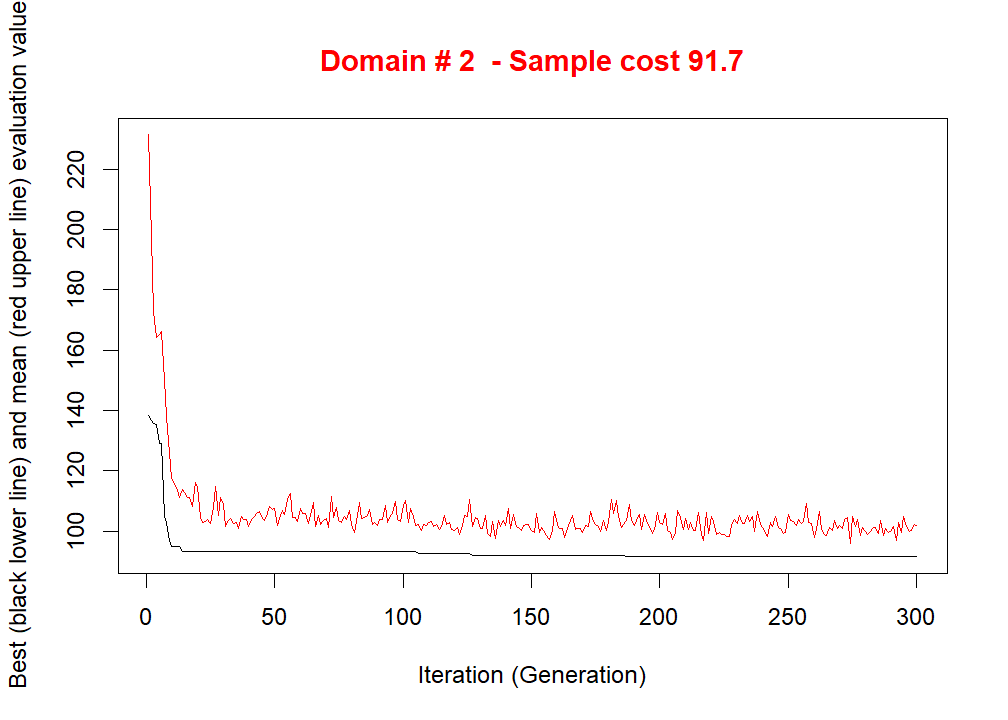 Domain # 2  - Sample cost 91.7
Best (black lower line) and mean (red upper line) evaluation value
220
200
180
160
140
120
100
0 50 100 150 200 250 300
Iteration (Generation)